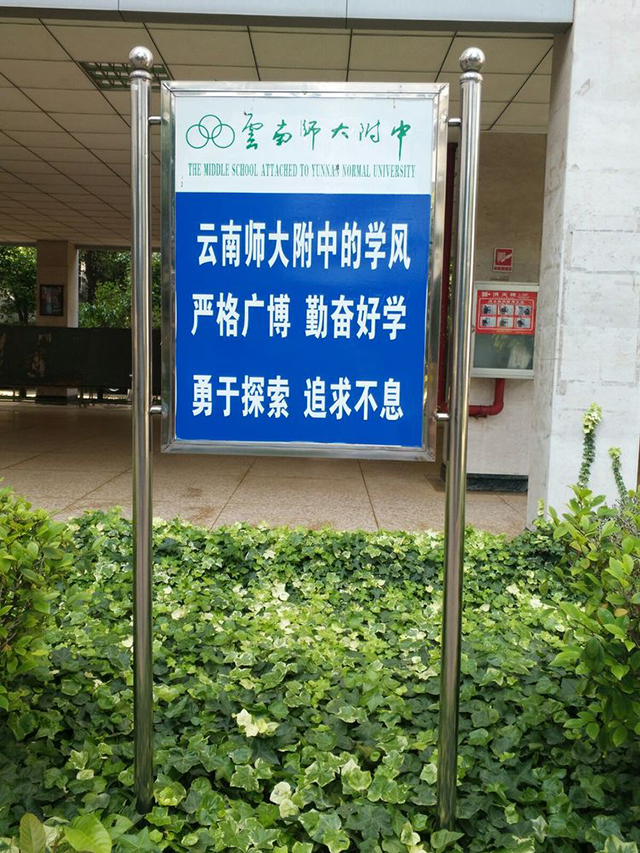 雲南师大附中
THE MIDDLE SCHOOL ATTACHED TO YUNNAN NORMAL UNIVERSITY
云南师大附中的学风
严格广博 勤奋好学
勇于探索 追求不息